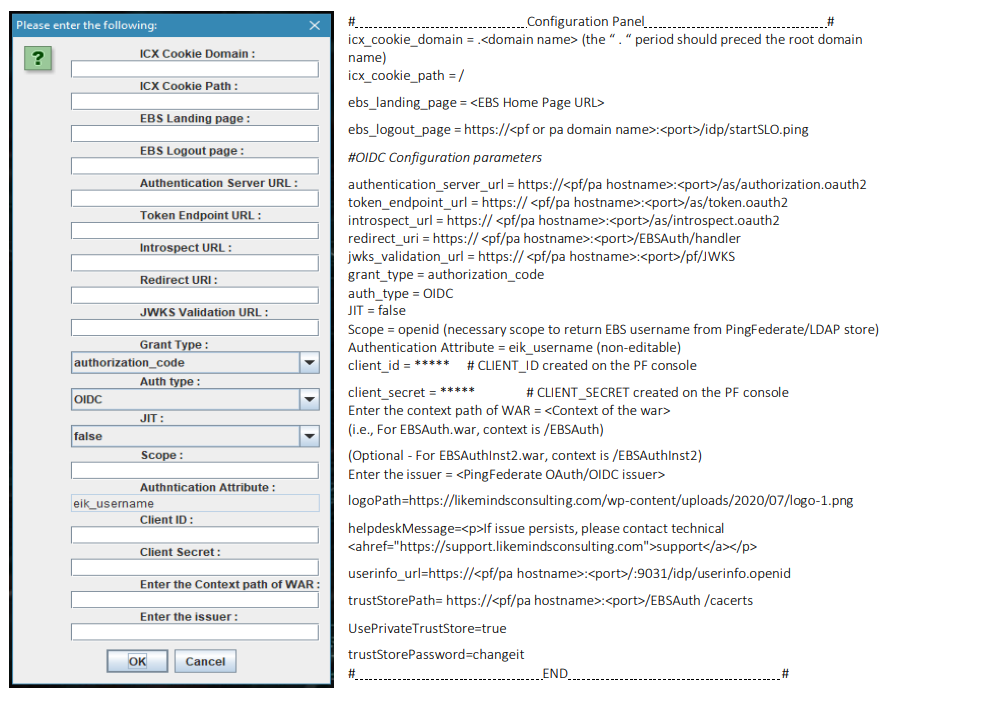 Please enter the following:
?
ICX Cookie Domain :
ICX Cookie Path :
EBS Landing page :
EBS Logout page :
Authentication Server URL :
Token Endpoint URL :
Introspect URL :
Redirect URI :
JWKS Validation URL :
Grant Type :
authorization_code
Auth type :
OIDC
JIT :
false
Scope :
Authntication Attribute :
eik_username
Client ID :
Client Secret :
Enter the Context path of WAR :
Enter the issuer :
OK Cancel
#_____________________________Configuration Panel_______________________________#
icx_cookie_domain = .<domain name> (the “ . “ period should preced the root domain
name)
icx_cookie_path = /
ebs_landing_page = <EBS Home Page URL>
ebs_logout_page = https://<pf or pa domain name>:<port>/idp/startSLO.ping
#OIDC Configuration parameters
authentication_server_url = https://<pf/pa hostname>:<port>/as/authorization.oauth2
token_endpoint_url = https:// <pf/pa hostname>:<port>/as/token.oauth2
introspect_url = https:// <pf/pa hostname>:<port>/as/introspect.oauth2
redirect_uri = https:// <pf/pa hostname>:<port>/EBSAuth/handler
jwks_validation_url = https:// <pf/pa hostname>:<port>/pf/JWKS
grant_type = authorization_code
auth_type = OIDC
JIT = false
Scope = openid (necessary scope to return EBS username from PingFederate/LDAP store)
Authentication Attribute = eik_username (non-editable)
client_id = ***** # CLIENT_ID created on the PF console
client_secret = ***** # CLIENT_SECRET created on the PF console
Enter the context path of WAR = <Context of the war>
(i.e., For EBSAuth.war, context is /EBSAuth)
(Optional - For EBSAuthInst2.war, context is /EBSAuthInst2)
Enter the issuer = <PingFederate OAuth/OIDC issuer>
logoPath=https://likemindsconsulting.com/wp-content/uploads/2020/07/logo-1.png
helpdeskMessage=<p>If issue persists, please contact technical
<ahref="https://support.likemindsconsulting.com">support</a></p>
userinfo_url=https://<pf/pa hostname>:<port>/:9031/idp/userinfo.openid
trustStorePath= https://<pf/pa hostname>:<port>/EBSAuth /cacerts
UsePrivateTrustStore=true
trustStorePassword=changeit
#________________________________END____________________________________#